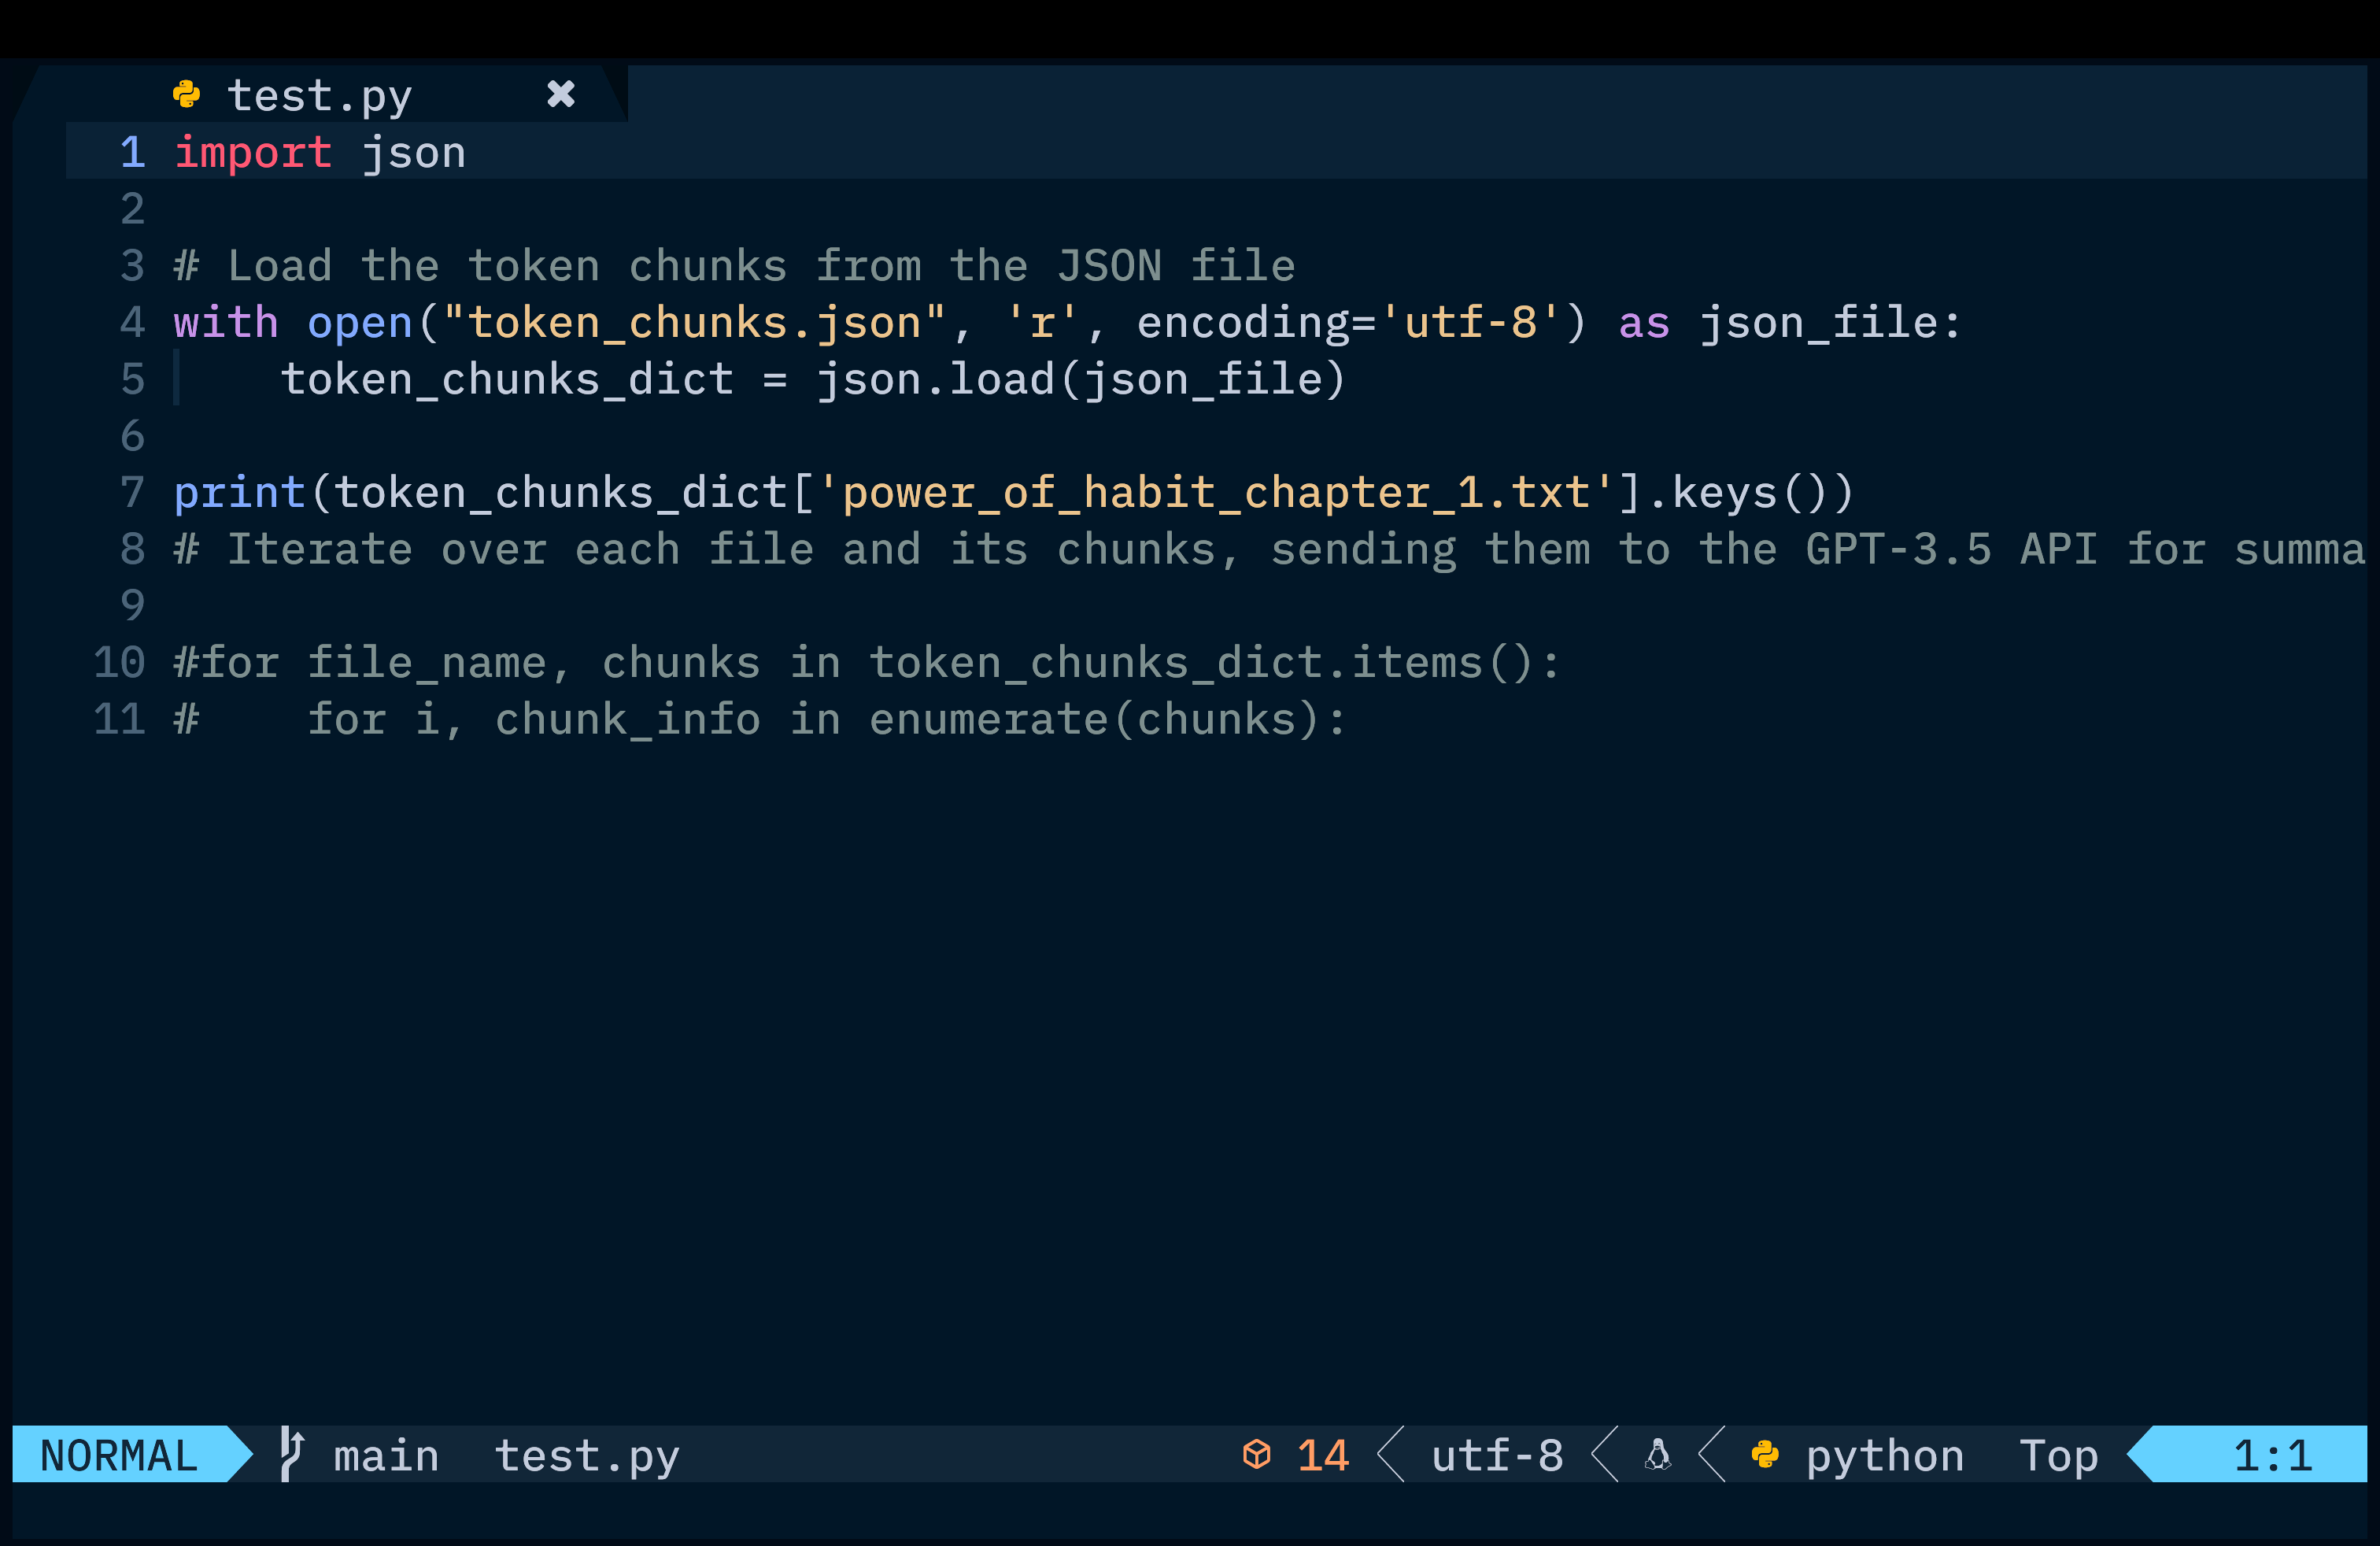 test.py ✖
1 import json
2
3 # Load the token chunks from the JSON file
4 with open("token_chunks.json", 'r', encoding='utf-8') as json_file:
5     token_chunks_dict = json.load(json_file)
6
7 print(token_chunks_dict['power_of_habit_chapter_1.txt'].keys())
8 # Iterate over each file and its chunks, sending them to the GPT-3.5 API for summa
9
10 #for file_name, chunks in token_chunks_dict.items():
11 #    for i, chunk_info in enumerate(chunks):
NORMAL main test.py 14 utf-8 python Top 1:1